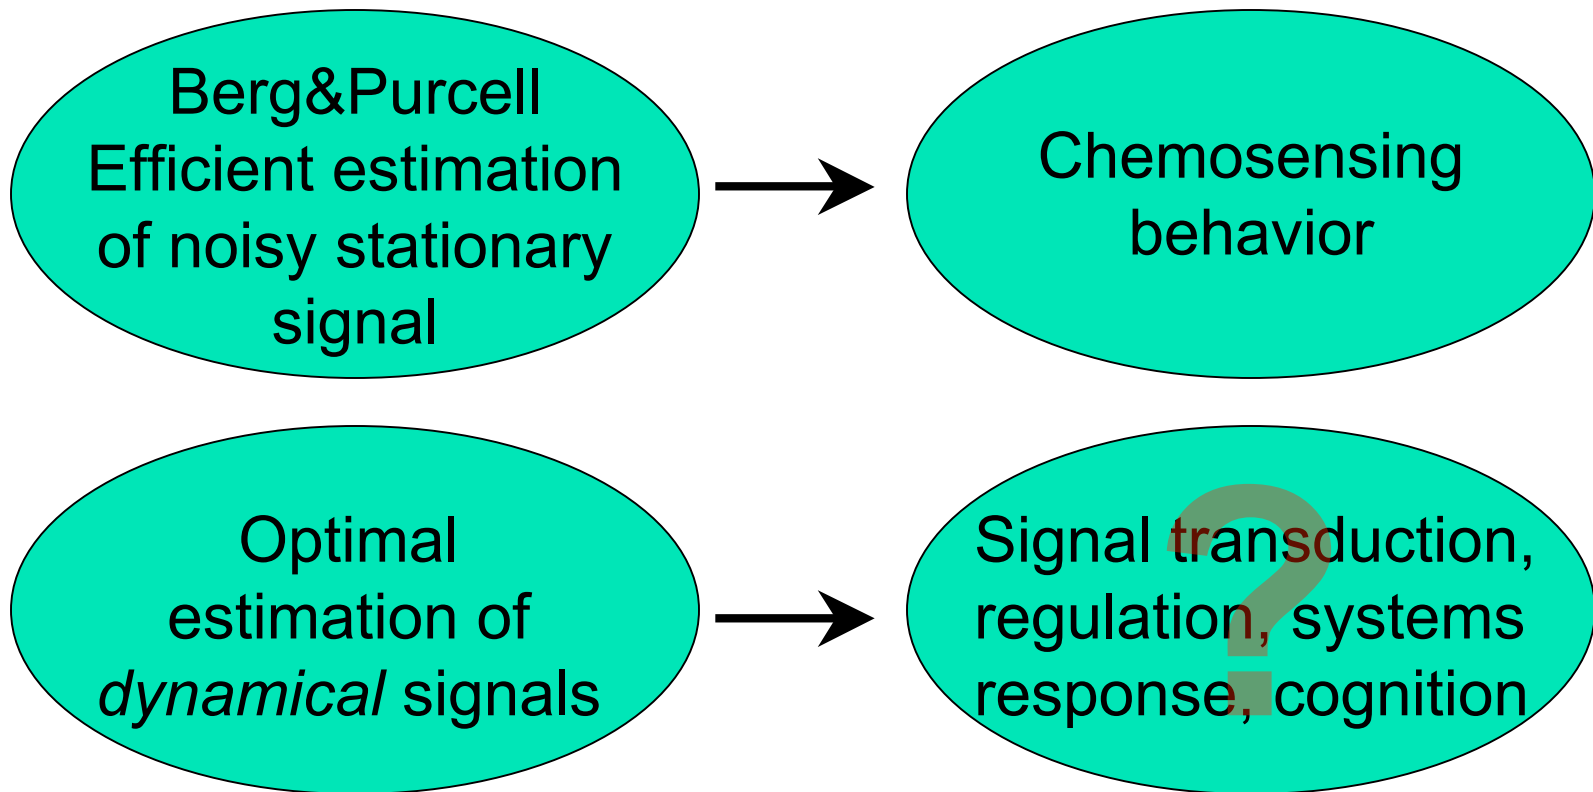 Berg&Purcell
Efficient estimation
of noisy stationary
signal
Chemosensing
behavior
Optimal
estimation of
dynamical signals
Signal transduction,
regulation, systems
response, cognition
?